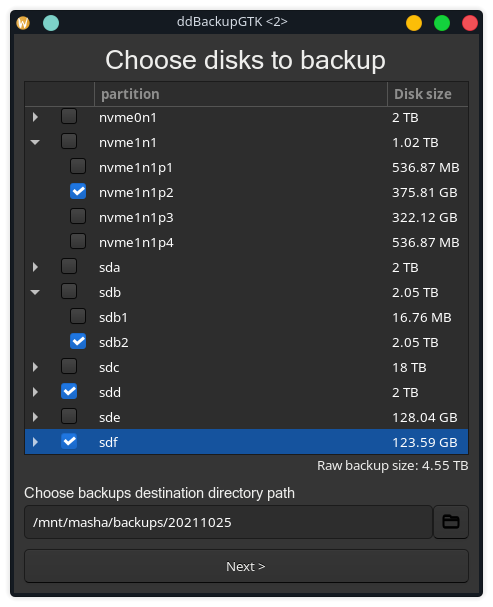 ddBackupGTK <2>
Choose disks to backup
partition Disk size
nvme0n1 2 TB
nvme1n1 1.02 TB
nvme1n1p1 536.87 MB
nvme1n1p2 375.81 GB
nvme1n1p3 322.12 GB
nvme1n1p4 536.87 MB
sda 2 TB
sdb 2.05 TB
sdb1 16.76 MB
sdb2 2.05 TB
sdc 18 TB
sdd 2 TB
sde 128.04 GB
sdf 123.59 GB
Raw backup size: 4.55 TB
Choose backups destination directory path
/mnt/masha/backups/20211025
Next >